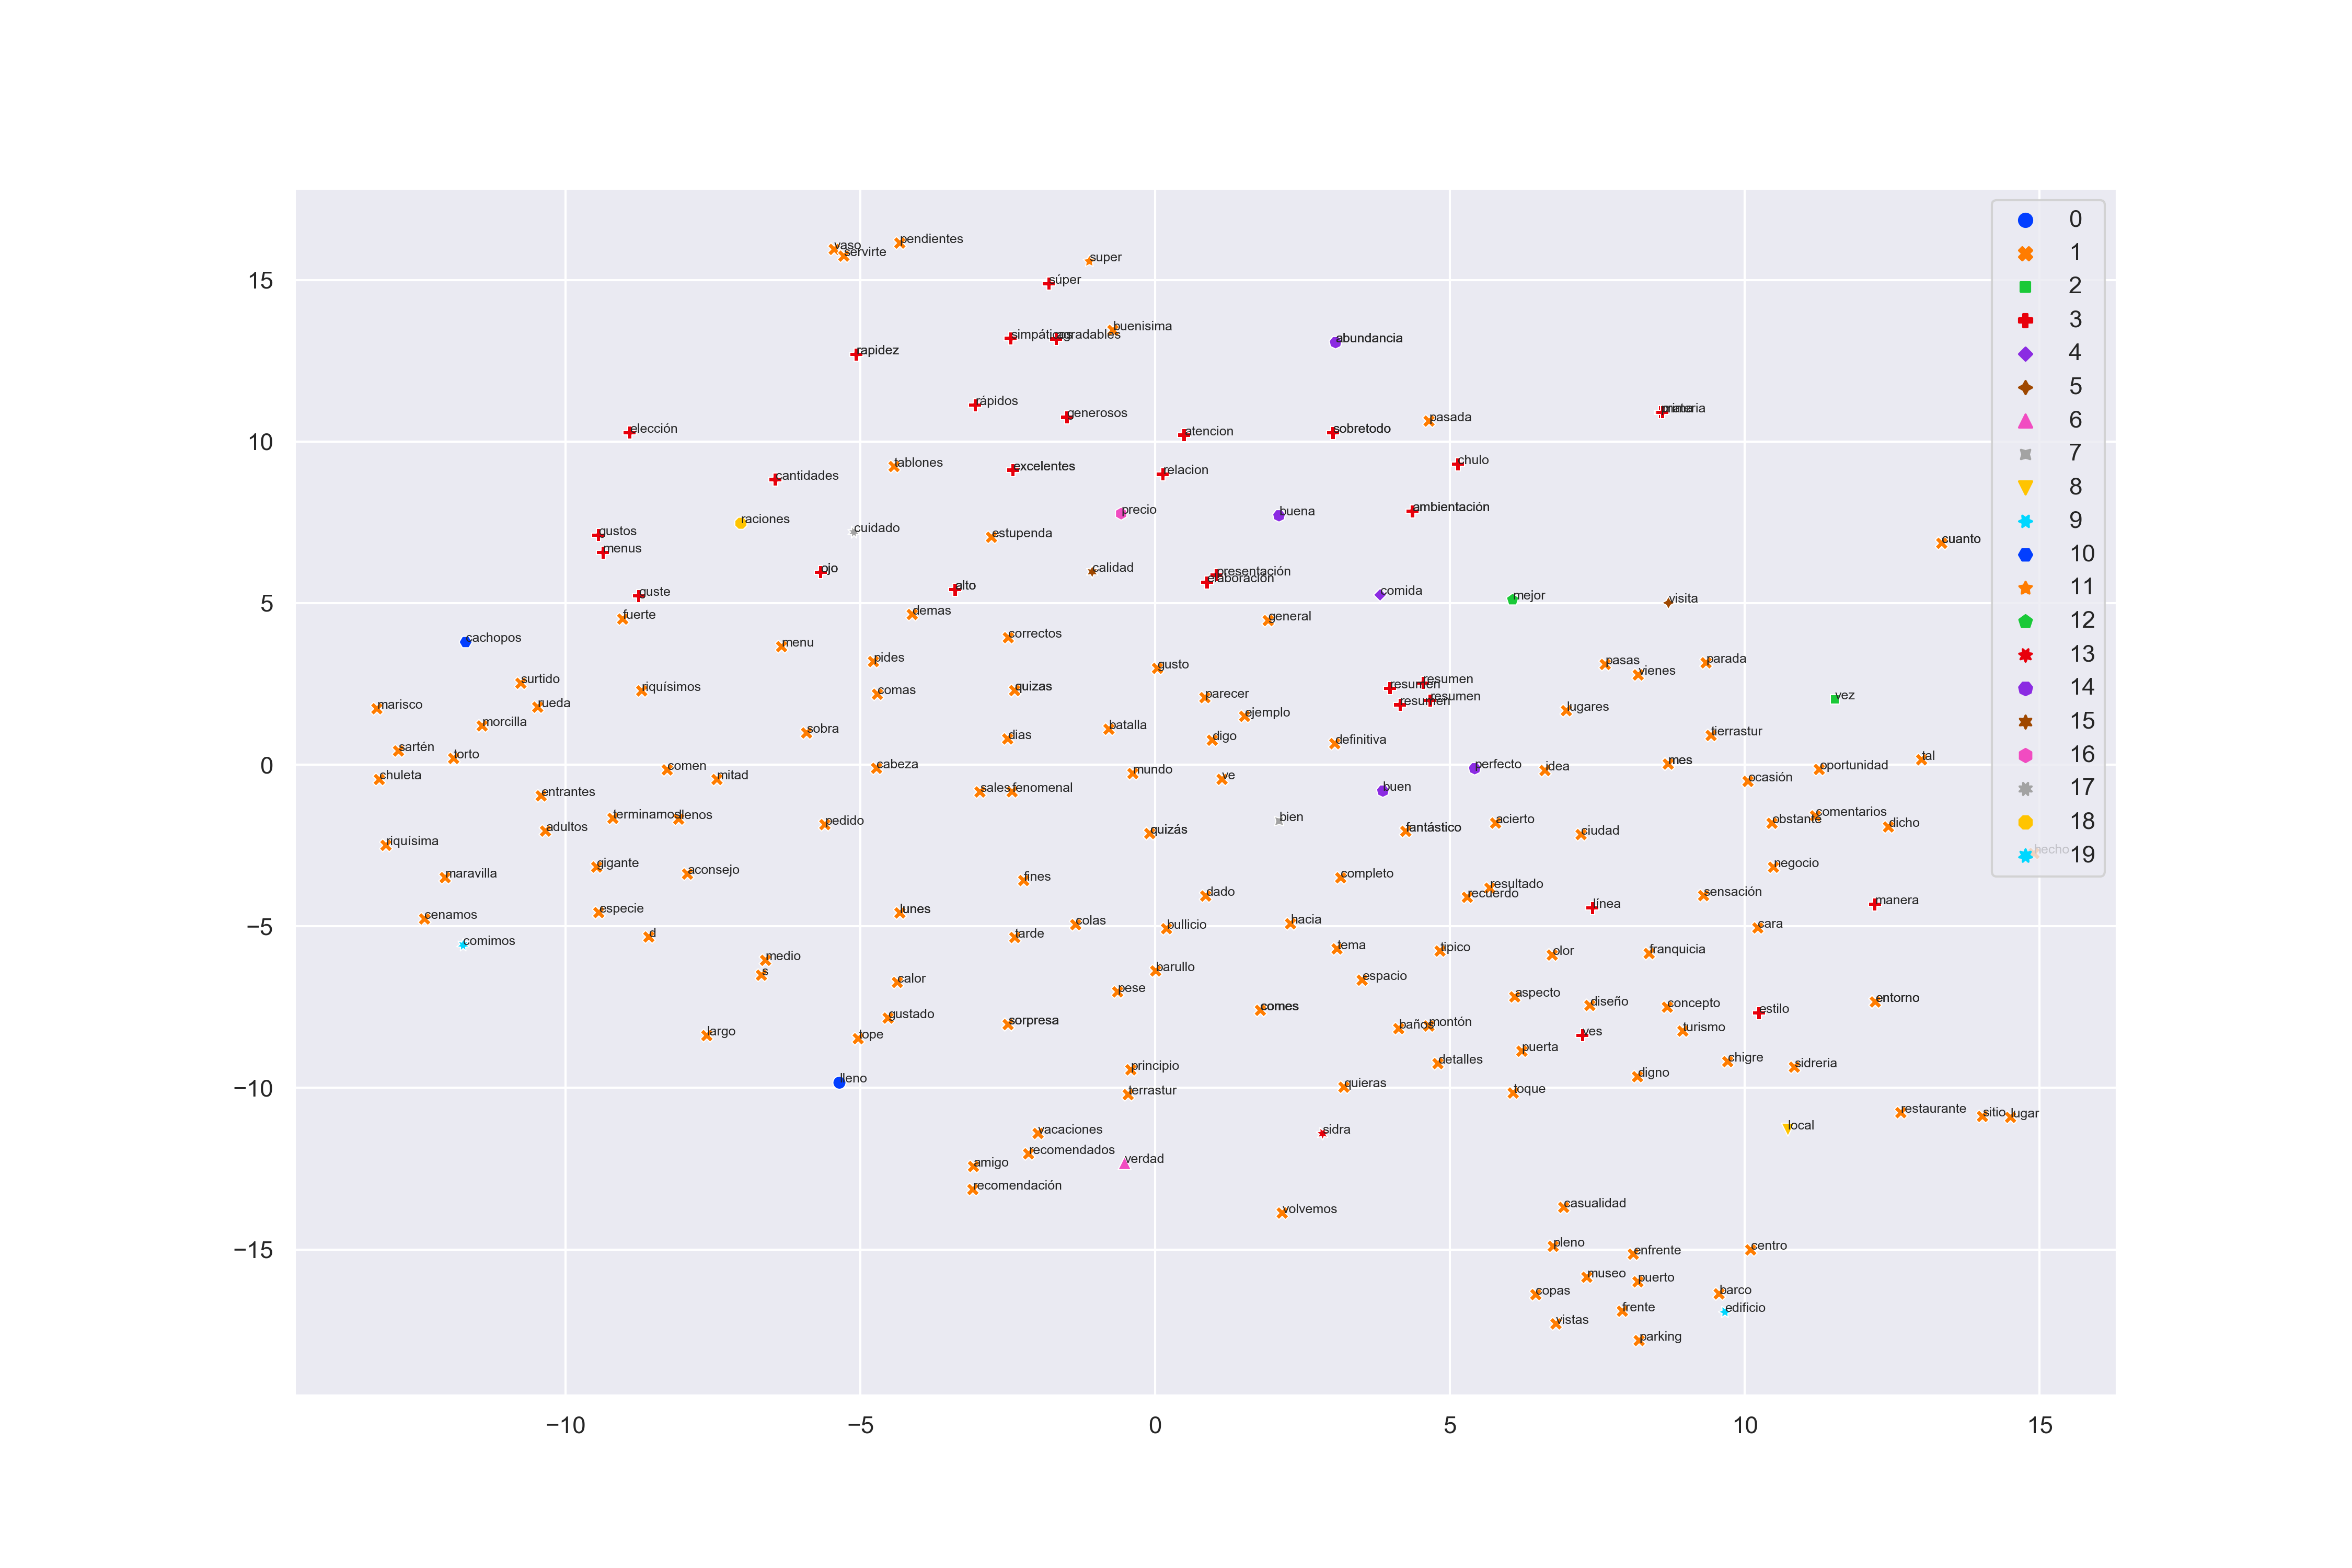 vaso
servirte
pendientes
super
súper
simpáticos
agradables
buenisima
rapidez
abundancia
rápidos
generosos
elección
atencion
sobretodo
pasada
materia
chulo
tablones
excelentes
relacion
cantidades
raciones
precio
buena
ambientación
gustos
menus
cuidado
estupenda
cuanto
ojo
calidad
presentación
elaboración
alto
guste
comida
mejor
visita
fuerte
demas
general
cachopos
correctos
menu
pides
gusto
pasas
vienes
parada
surtido
riquísimos
comas
quizas
parecer
resumen
resumen
resumen
resumen
vez
marisco
rueda
morcilla
ejemplo
lugares
sobra
dias
batalla
digo
definitiva
tierrastur
sartén
torto
tal
chuleta
comen
mitad
cabeza
mundo
ve
perfecto
idea
mes
ocasión
oportunidad
entrantes
sales
fenomenal
buen
adultos
terminamos
llenos
pedido
quizás
bien
fantástico
acierto
ciudad
obstante
comentarios
dicho
riquísima
hecho
maravilla
gigante
aconsejo
fines
completo
resultado
recuerdo
negocio
dado
sensación
línea
manera
cenamos
especie
lunes
colas
bullicio
hacia
cara
comimos
d
tarde
tema
tipico
olor
franquicia
medio
s
calor
barullo
espacio
pese
aspecto
diseño
concepto
entorno
comes
estilo
gustado
sorpresa
baños
montón
turismo
ves
largo
tope
puerta
detalles
chigre
sidreria
lleno
principio
digno
terrastur
quieras
toque
restaurante
sitio
lugar
vacaciones
sidra
local
recomendados
amigo
verdad
recomendación
volvemos
casualidad
pleno
enfrente
centro
museo
puerto
copas
barco
frente
edificio
vistas
parking
15
10
5
0
−5
−10
−15
−10
−5
0
5
10
15
0
1
2
3
4
5
6
7
8
9
10
11
12
13
14
15
16
17
18
19